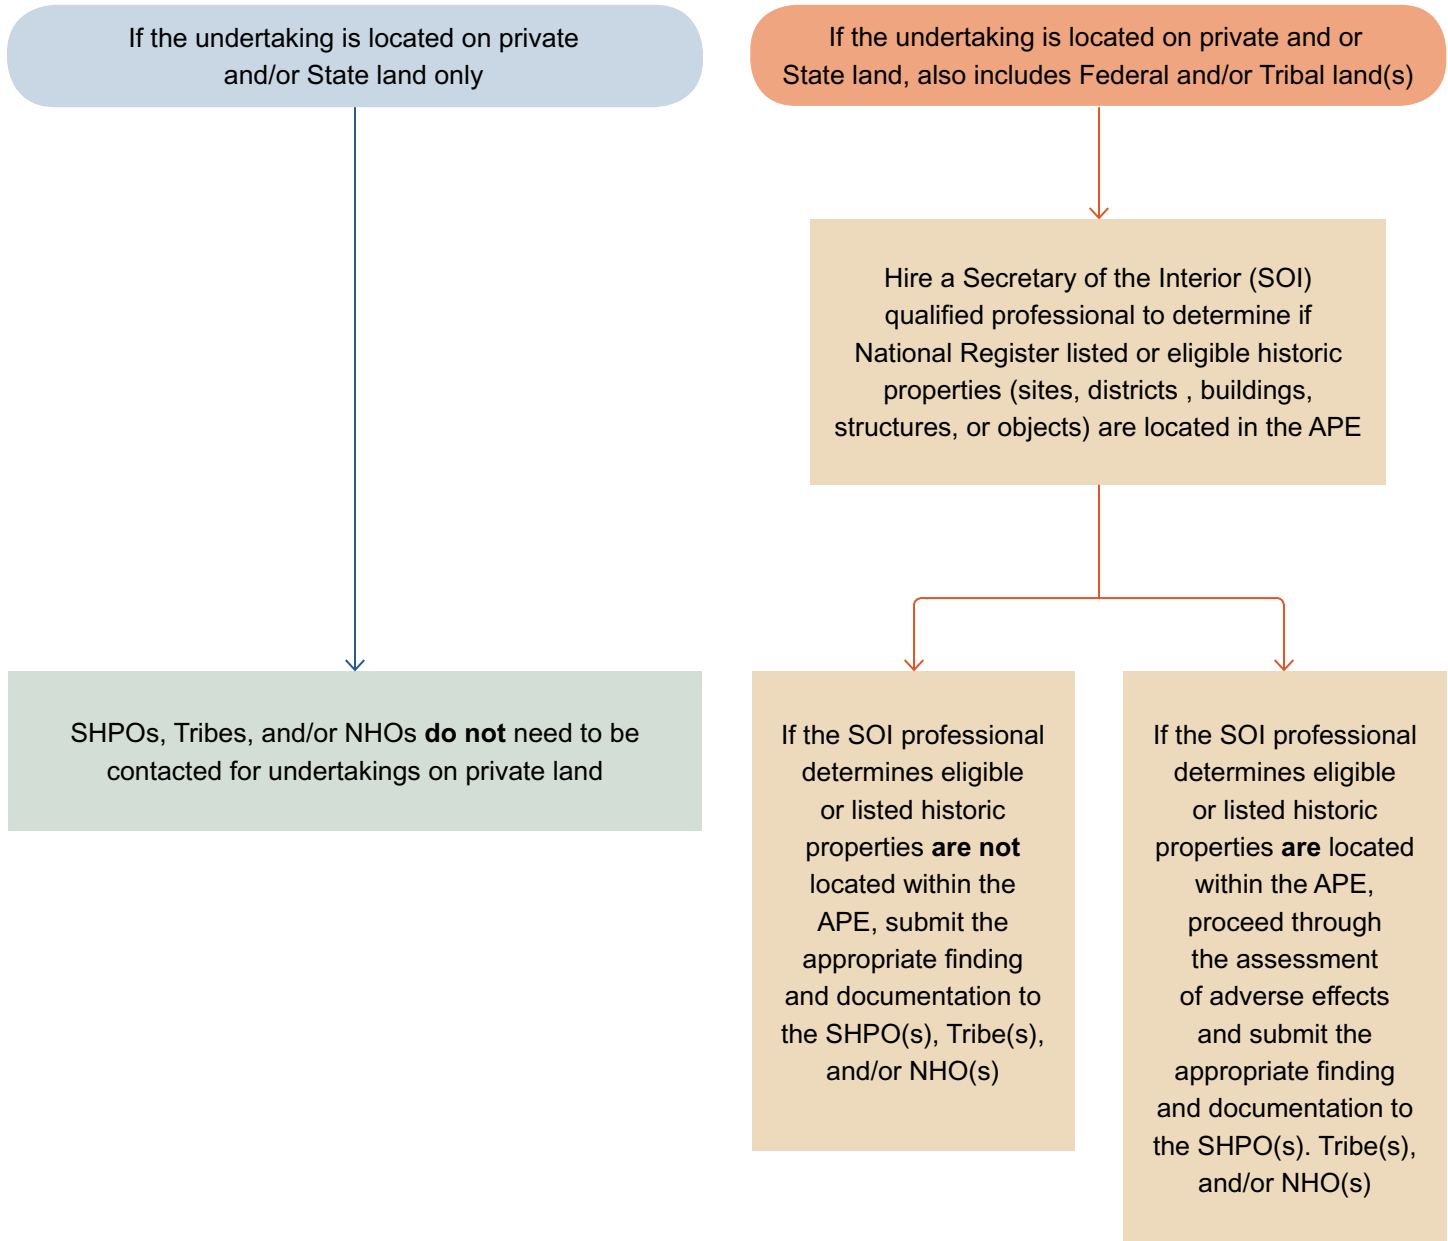 If the undertaking is located on private
and/or State land only
If the undertaking is located on private and or
State land, also includes Federal and/or Tribal land(s)
Hire a Secretary of the Interior (SOI)
qualified professional to determine if
National Register listed or eligible historic
properties (sites, districts , buildings,
structures, or objects) are located in the APE
SHPOs, Tribes, and/or NHOs do not need to be
contacted for undertakings on private land
If the SOI professional
determines eligible
or listed historic
properties are not
located within the
APE, submit the
appropriate finding
and documentation to
the SHPO(s), Tribe(s),
and/or NHO(s)
If the SOI professional
determines eligible
or listed historic
properties are located
within the APE,
proceed through
the assessment
of adverse effects
and submit the
appropriate finding
and documentation to
the SHPO(s). Tribe(s),
and/or NHO(s)